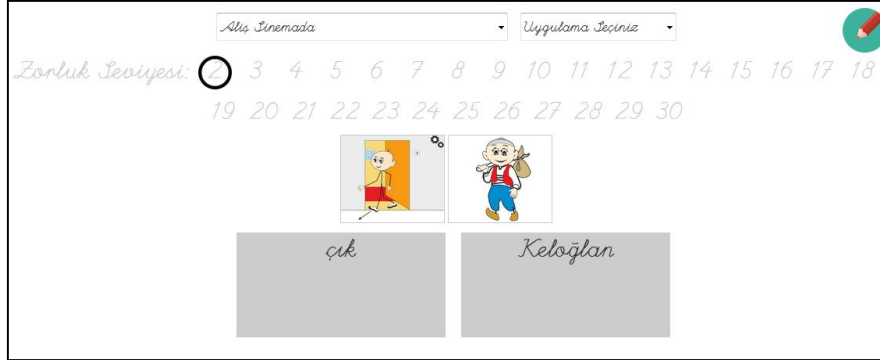 Aliş Sinemada Uygulama Seçiniz
Zorluk Seviyesi: 2 3 4 5 6 7 8 9 10 11 12 13 14 15 16 17 18
19 20 21 22 23 24 25 26 27 28 29 30
çık Keloğlan